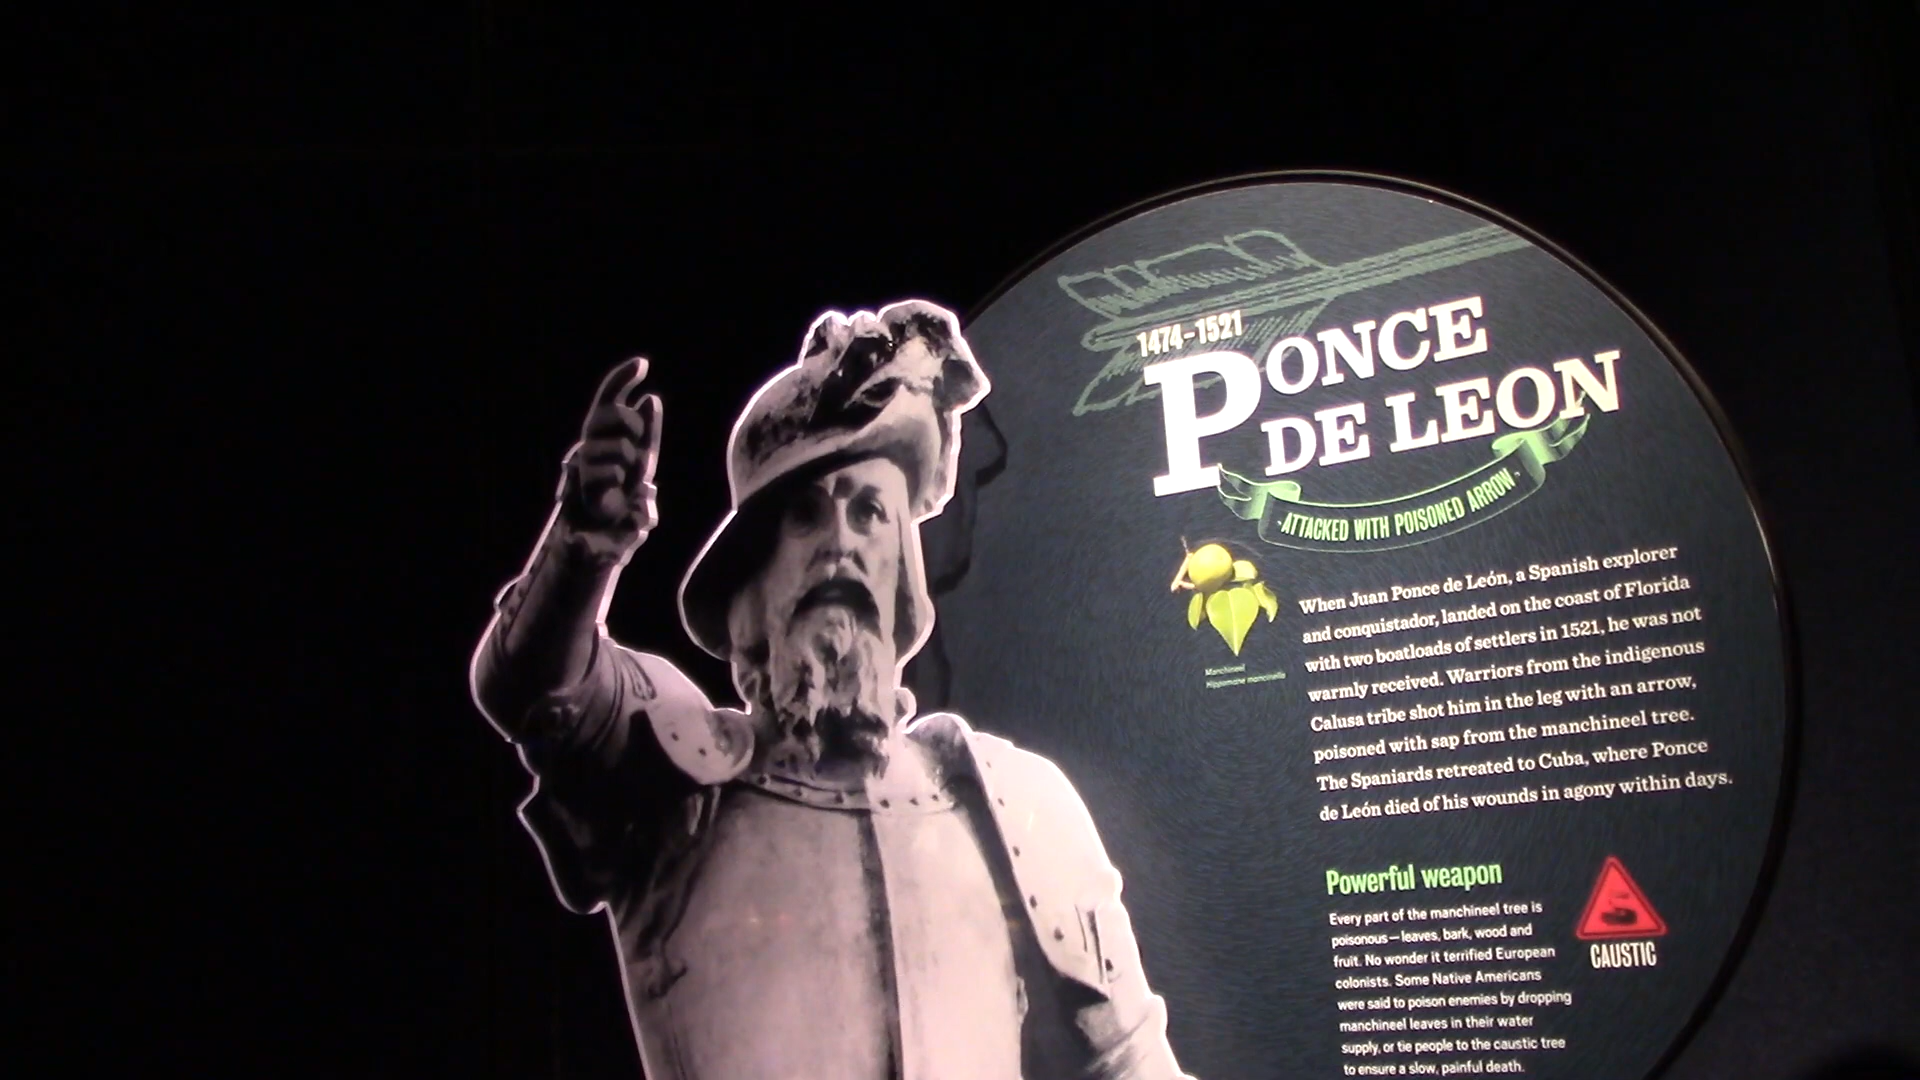 1474-1521
PONCE
DE LEON
-ATTACKED WITH POISONED ARROW-
Manchineel
Hippomane mancinella
When Juan Ponce de León, a Spanish explorer
and conquistador, landed on the coast of Florida
with two boatloads of settlers in 1521, he was not
warmly received. Warriors from the indigenous
Calusa tribe shot him in the leg with an arrow,
poisoned with sap from the manchineel tree.
The Spaniards retreated to Cuba, where Ponce
de León died of his wounds in agony within days.
Powerful weapon
Every part of the manchineel tree is
poisonous—leaves, bark, wood and
fruit. No wonder it terrified European
colonists. Some Native Americans
were said to poison enemies by dropping
manchineel leaves in their water
supply, or tie people to the caustic tree
to ensure a slow, painful death.
CAUSTIC